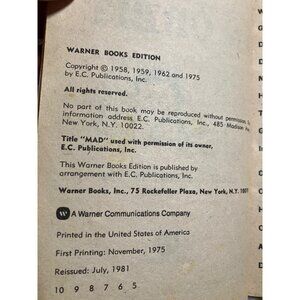 WARNER BOOKS EDITION
Copyright © 1958, 1959, 1962 and 1975
by E.C. Publications, Inc.
All rights reserved.
No part of this book may be reproduced without permission.
information address E.C. Publications, Inc., 485 Madison
New York, N.Y. 10022.
Title "MAD" used with permission of its owner,
E.C. Publications, Inc.
This Warner Books Edition is published by
arrangement with E.C. Publications, Inc.
Warner Books, Inc., 75 Rockefeller Plaza, New York, N.Y.
A Warner Communications Company
Printed in the United States of America
First Printing: November, 1975
Reissued: July, 1981
10 9 8 7 6 5